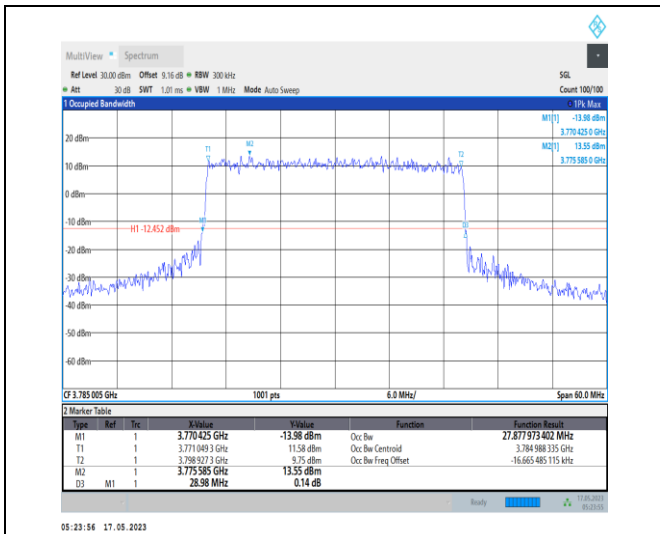 MultiView Spectrum
Ref Level 30.00 dBm Offset 9.16 dB RBW 300 kHz SGL
Att 30 dB SWT 1.01 ms VBW 1 MHz Mode Auto Sweep Count 100/100
1 Occupied Bandwidth 1Pk Max
M1[1] -13.98 dBm
3.770 425 0 GHz
M2[1] 13.55 dBm
3.775 585 0 GHz
20 dBm
T1 M2 T2
10 dBm
0 dBm
-10 dBm
H1 -12.452 dBm
M1 D3
-20 dBm
-30 dBm
-40 dBm
-50 dBm
-60 dBm
CF 3.785 005 GHz 1001 pts 6.0 MHz/ Span 60.0 MHz
2 Marker Table
Type Ref Trc X-Value Y-Value Function Function Result
M1 1 3.770 425 GHz -13.98 dBm Occ Bw 27.877 973 402 MHz
T1 1 3.771 049 3 GHz 11.58 dBm Occ Bw Centroid 3.784 988 335 GHz
T2 1 3.798 927 3 GHz 9.75 dBm Occ Bw Freq Offset -16.665 485 115 kHz
M2 1 3.775 585 GHz 13.55 dBm
D3 M1 1 28.98 MHz 0.14 dB
Ready 17.05.2023
05:23:55
05:23:56 17.05.2023